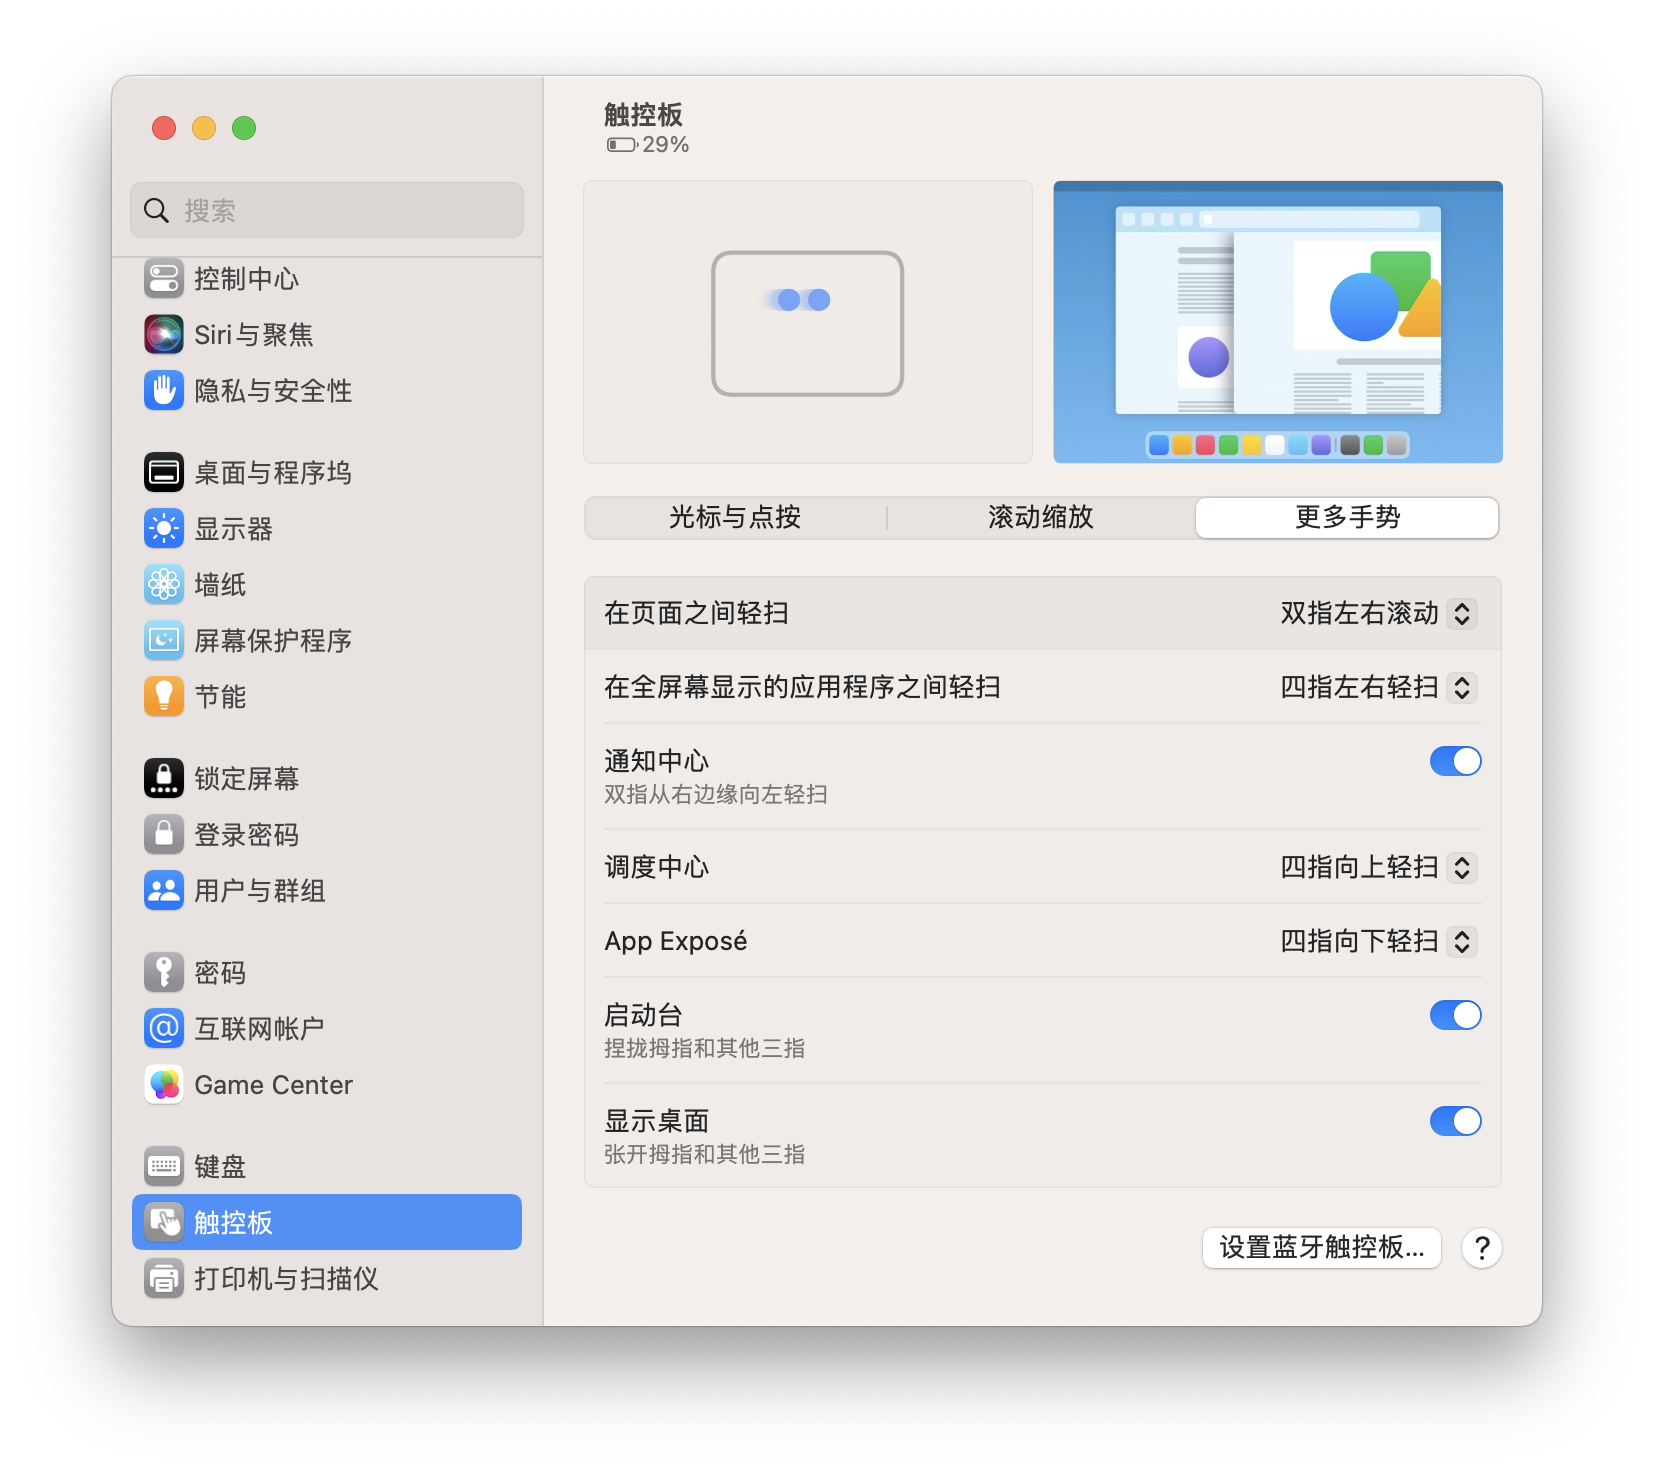 触控板
29%
搜索
控制中心
Siri与聚焦
隐私与安全性
桌面与程序坞
显示器
墙纸
屏幕保护程序
节能
锁定屏幕
登录密码
用户与群组
密码
互联网帐户
Game Center
键盘
触控板
打印机与扫描仪
光标与点按
滚动缩放
更多手势
在页面之间轻扫
双指左右滚动
在全屏幕显示的应用程序之间轻扫
四指左右轻扫
通知中心
双指从右边缘向左轻扫
调度中心
四指向上轻扫
App Exposé
四指向下轻扫
启动台
捏拢拇指和其他三指
显示桌面
张开拇指和其他三指
设置蓝牙触控板...
?